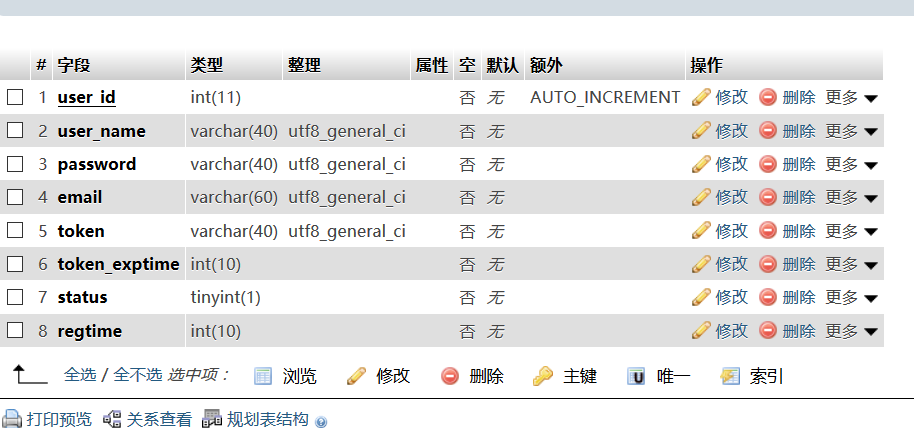 # 字段 类型 整理 属性 空 默认 额外 操作
1 user_id int(11) 否 无 AUTO_INCREMENT 修改 删除 更多
2 user_name varchar(40) utf8_general_ci 否 无 修改 删除 更多
3 password varchar(40) utf8_general_ci 否 无 修改 删除 更多
4 email varchar(60) utf8_general_ci 否 无 修改 删除 更多
5 token varchar(40) utf8_general_ci 否 无 修改 删除 更多
6 token_exptime int(10) 否 无 修改 删除 更多
7 status tinyint(1) 否 无 修改 删除 更多
8 regtime int(10) 否 无 修改 删除 更多
全选 / 全不选 选中项： 浏览 修改 删除 主键 U 唯一 索引
打印预览 关系查看 规划表结构